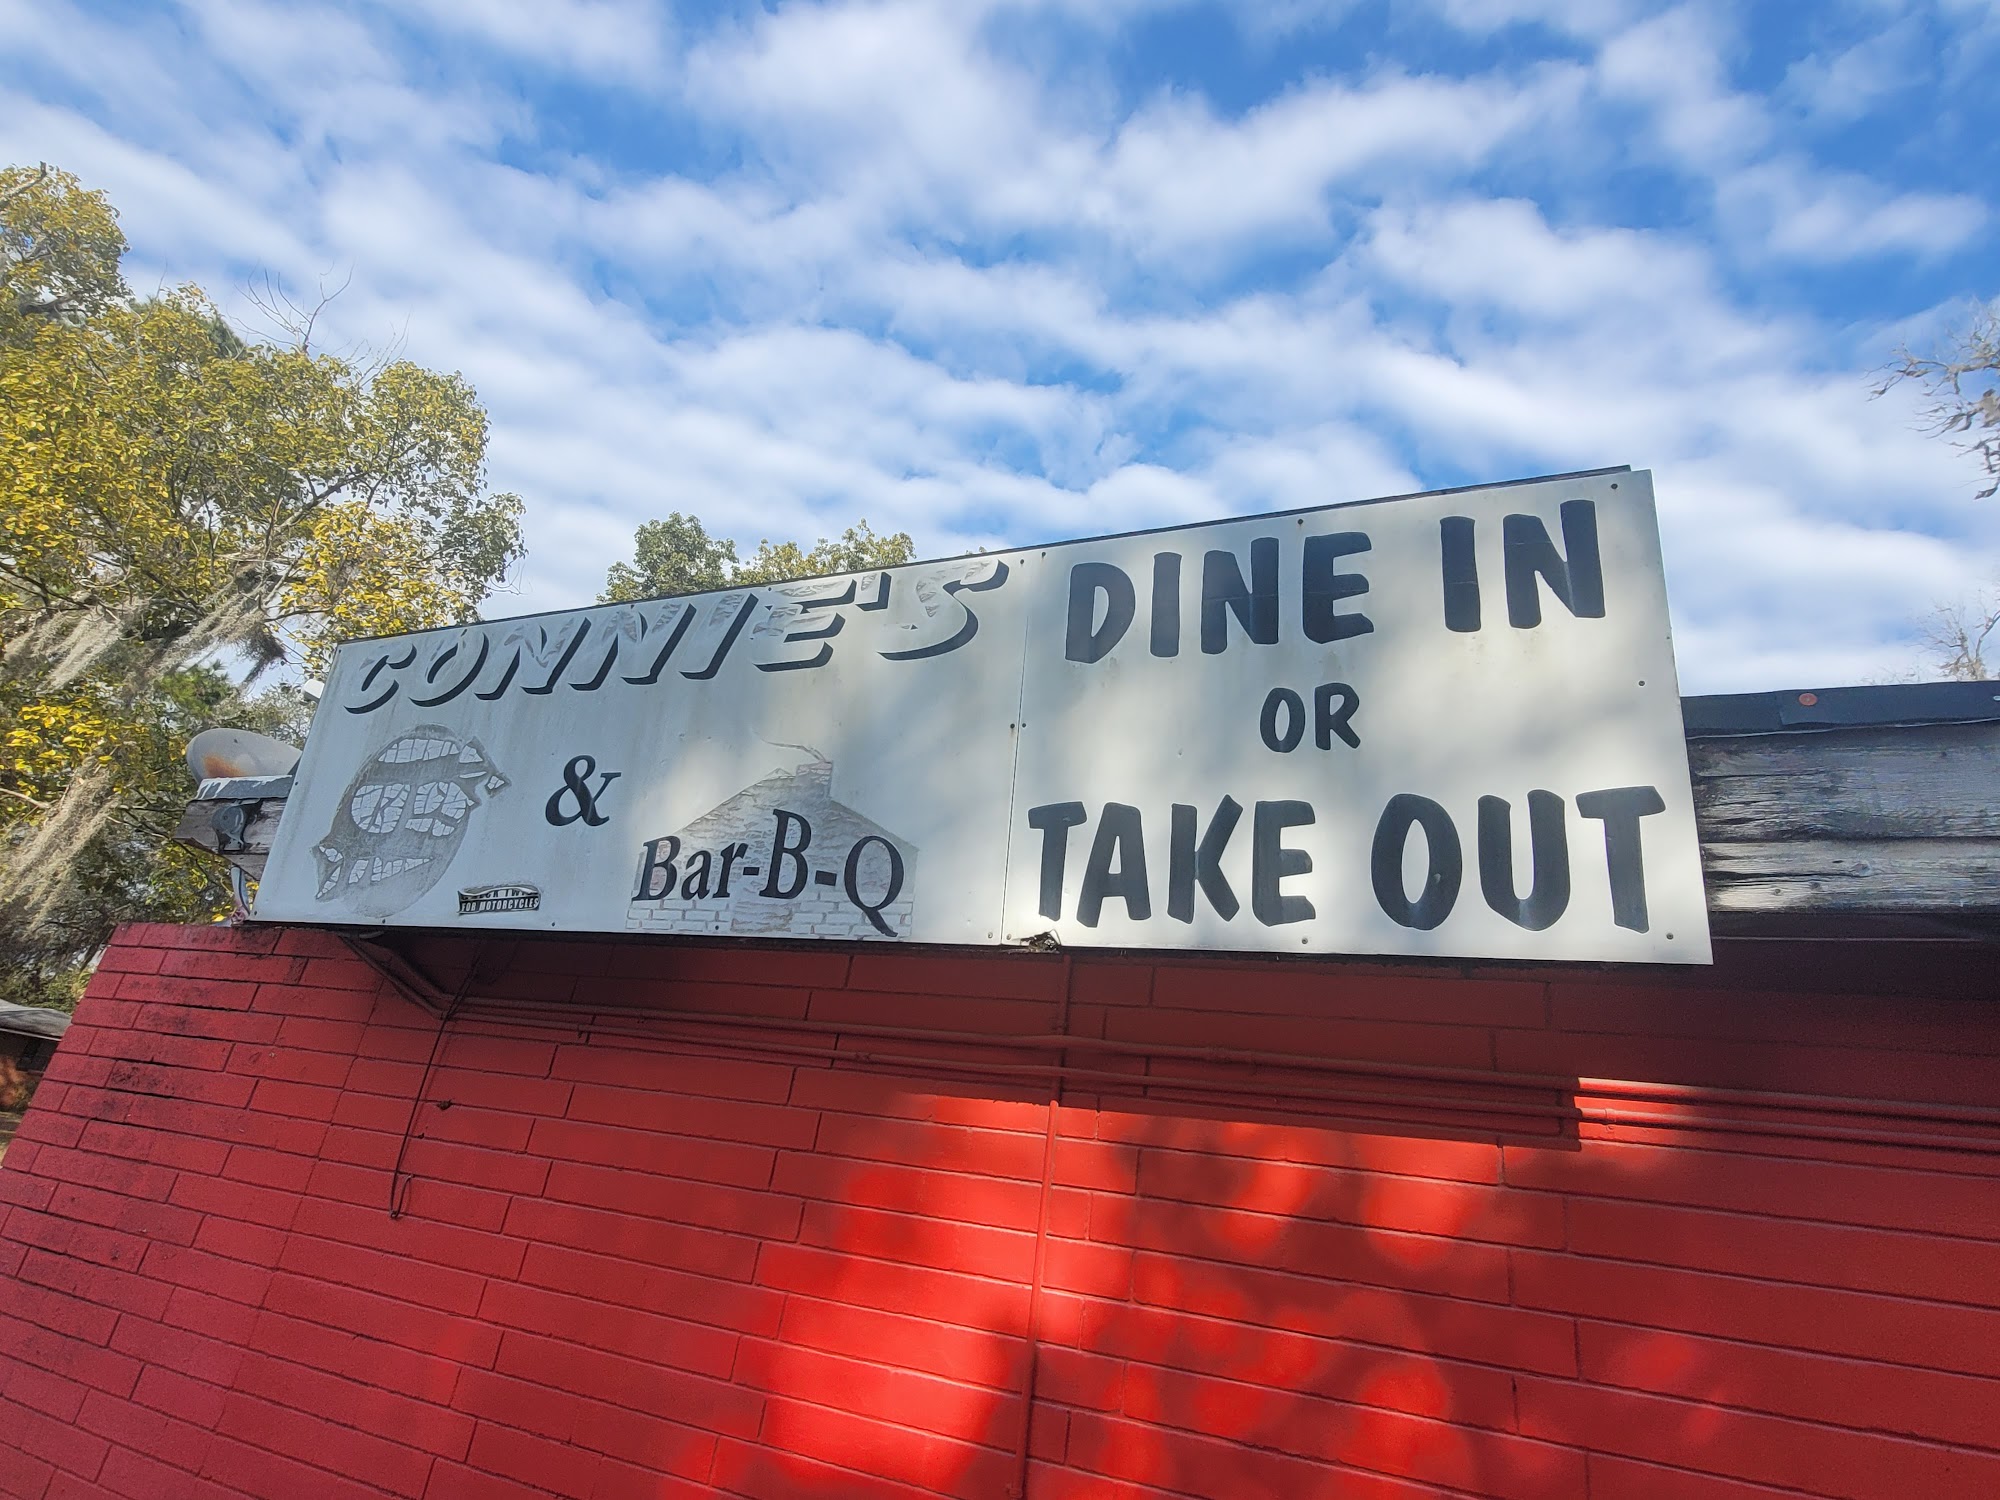 CONNIE'S
&
Bar-B-Q
FOR MOTORCYCLES
DINE IN
OR
TAKE OUT